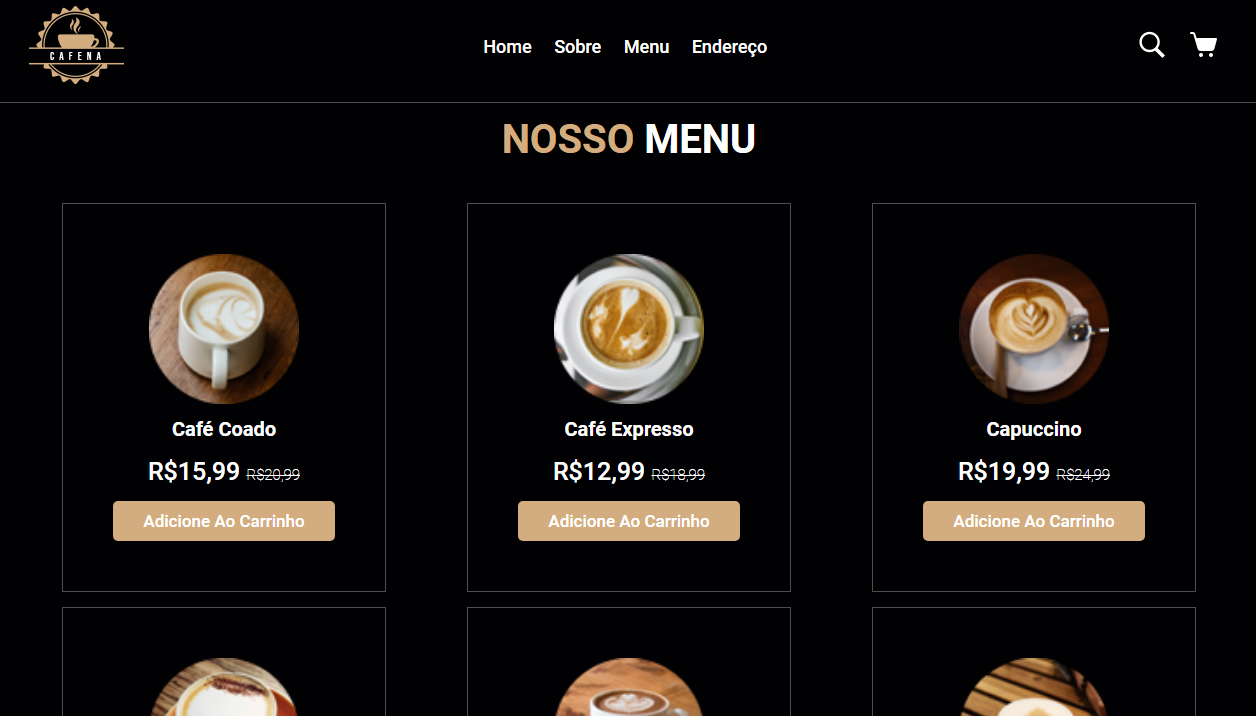 CAFENA
Home Sobre Menu Endereço
NOSSO MENU
Café Coado
R$15,99 R$20,99
Adicione Ao Carrinho
Café Expresso
R$12,99 R$18,99
Adicione Ao Carrinho
Capuccino
R$19,99 R$24,99
Adicione Ao Carrinho